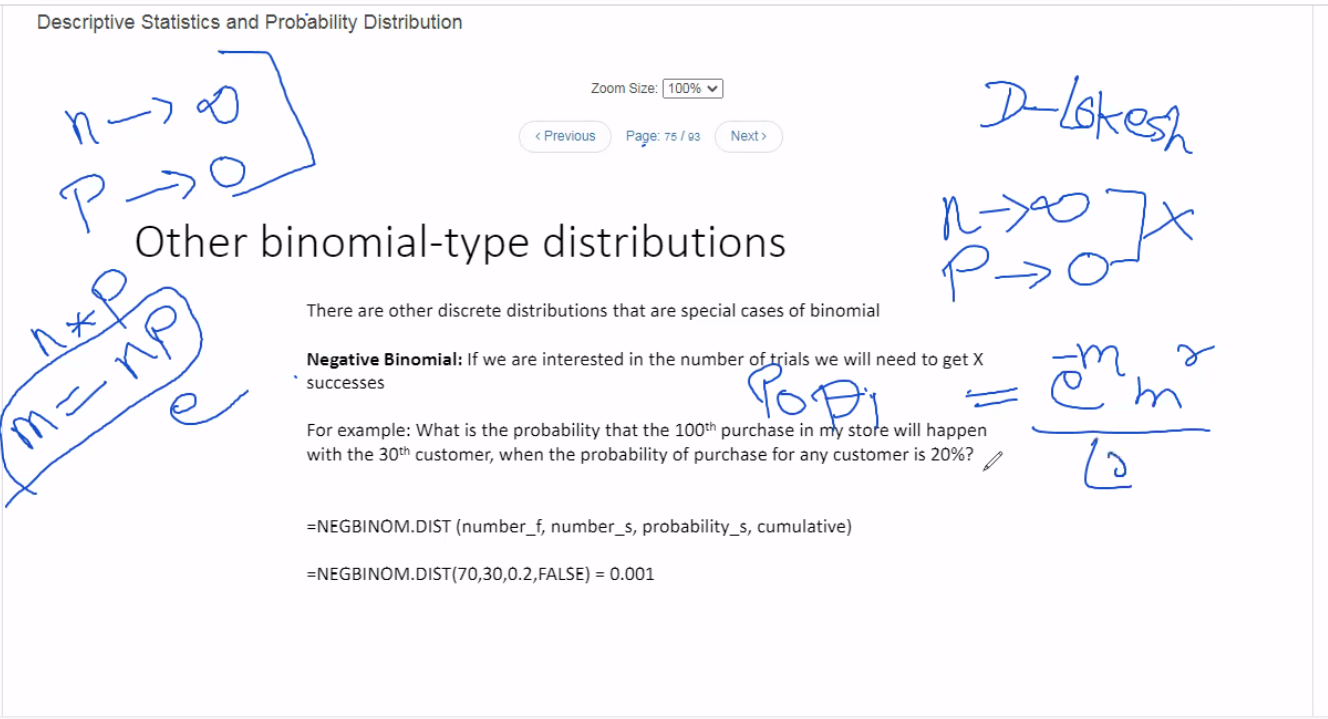 Descriptive Statistics and Probability Distribution
Zoom Size: 100%
‹ Previous Page: 75 / 93 Next ›
n → ∞
P → 0
D-Lokesh
n → ∞ ] X
P → 0
Other binomial-type distributions
n * P
m = np
e
There are other discrete distributions that are special cases of binomial
Negative Binomial: If we are interested in the number of trials we will need to get X
successes
= e^-m m^r
For example: What is the probability that the 100th purchase in my store will happen
with the 30th customer, when the probability of purchase for any customer is 20%?
=NEGBINOM.DIST (number_f, number_s, probability_s, cumulative)
=NEGBINOM.DIST(70,30,0.2,FALSE) = 0.001